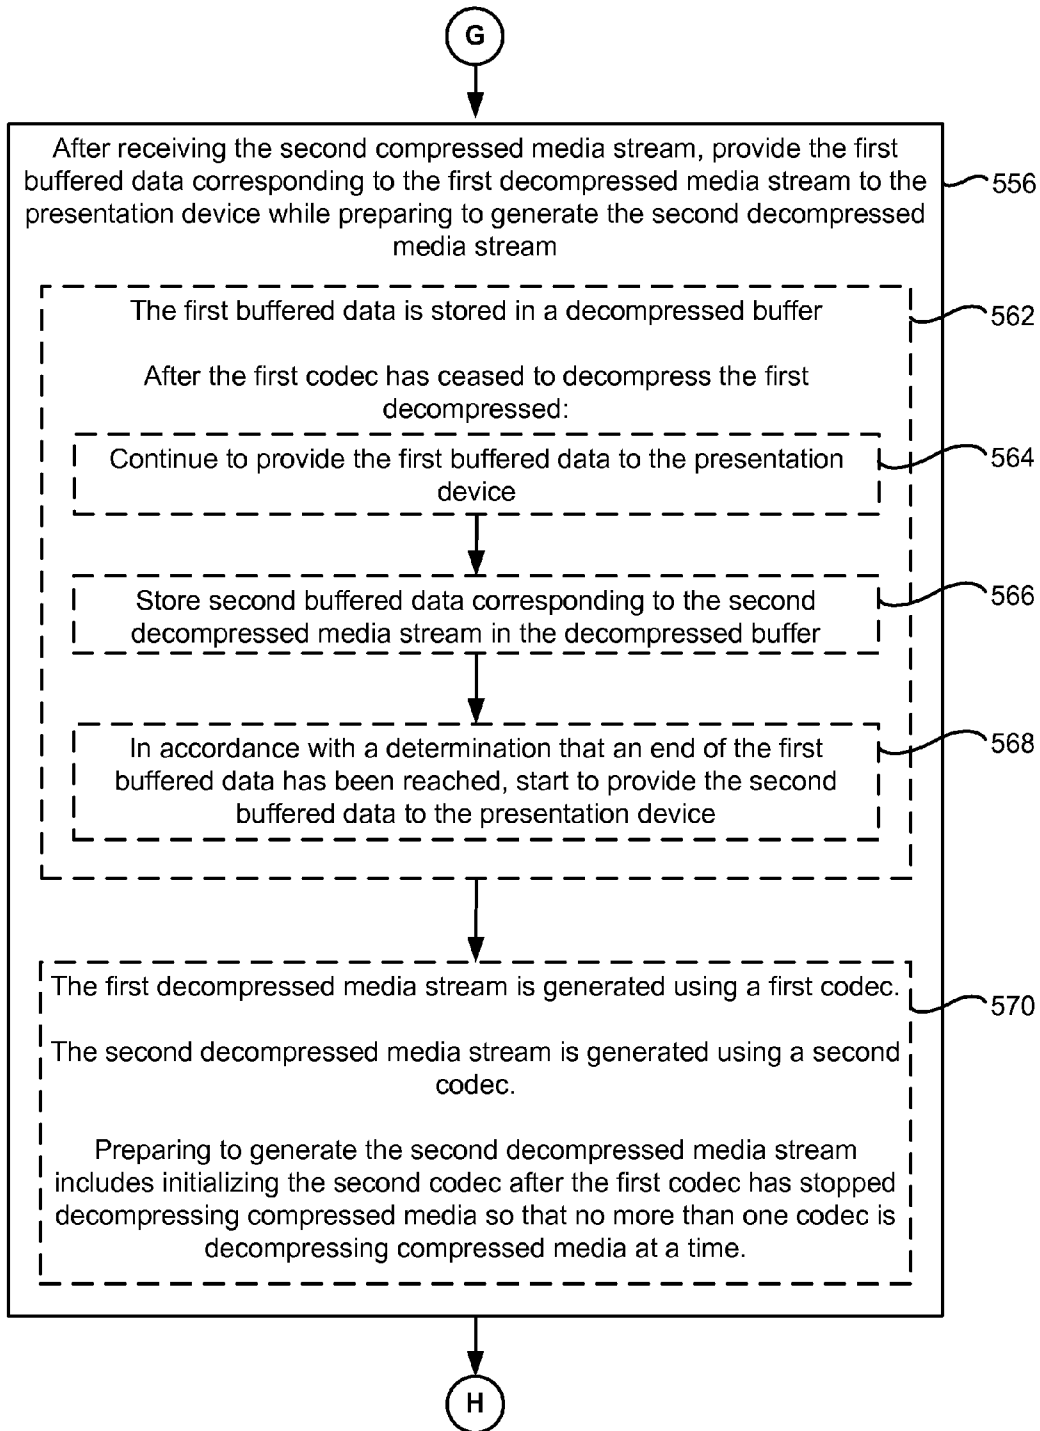 G
After receiving the second compressed media stream, provide the first
buffered data corresponding to the first decompressed media stream to the
presentation device while preparing to generate the second decompressed
media stream
556
The first buffered data is stored in a decompressed buffer
562
After the first codec has ceased to decompress the first
decompressed:
Continue to provide the first buffered data to the presentation
device
564
Store second buffered data corresponding to the second
decompressed media stream in the decompressed buffer
566
In accordance with a determination that an end of the first
buffered data has been reached, start to provide the second
buffered data to the presentation device
568
The first decompressed media stream is generated using a first codec.
570
The second decompressed media stream is generated using a second
codec.
Preparing to generate the second decompressed media stream
includes initializing the second codec after the first codec has stopped
decompressing compressed media so that no more than one codec is
decompressing compressed media at a time.
H